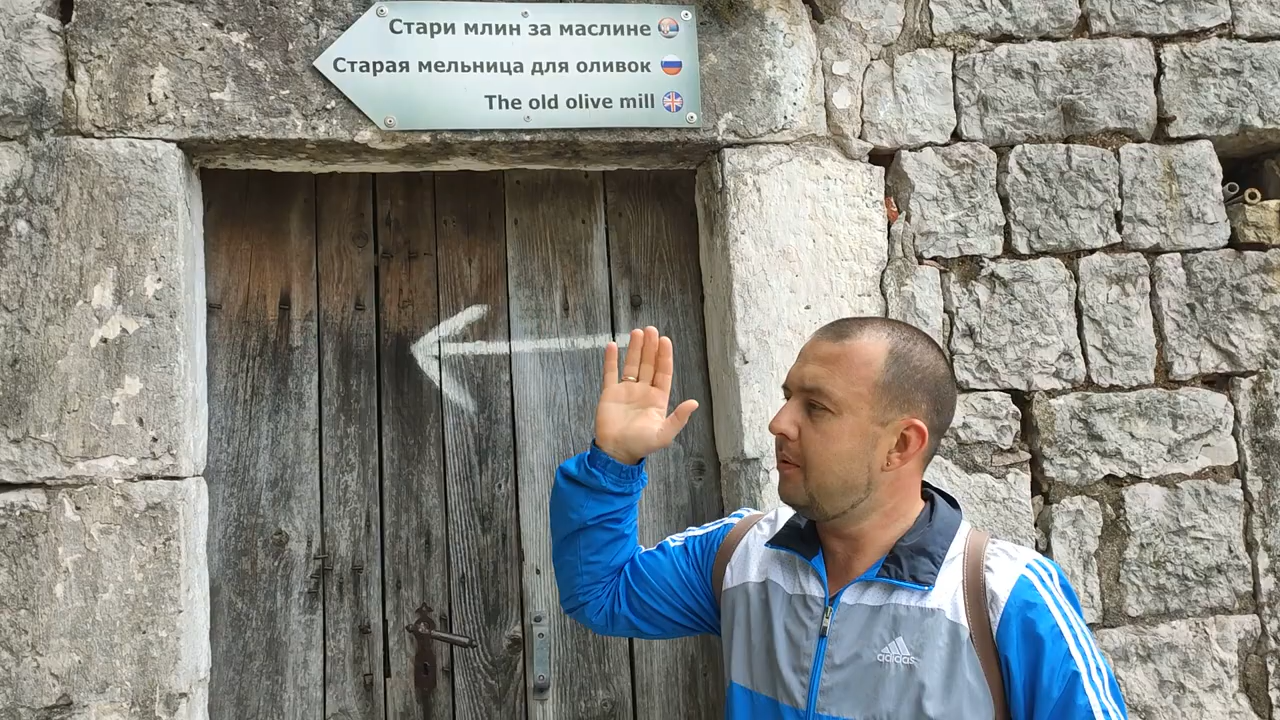 Стари млин за маслине
Старая мельница для оливок
The old olive mill
adidas